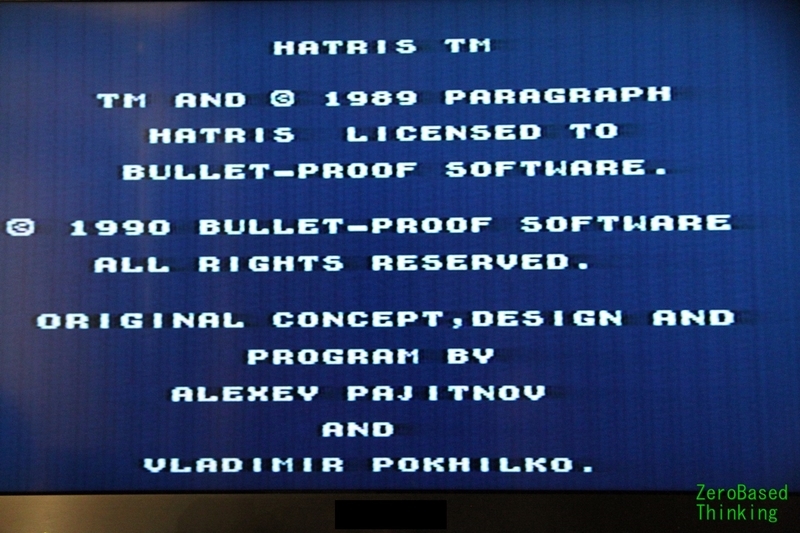 HATRIS TM
TM AND © 1989 PARAGRAPH
HATRIS LICENSED TO
BULLET-PROOF SOFTWARE.
© 1990 BULLET-PROOF SOFTWARE
ALL RIGHTS RESERVED.
ORIGINAL CONCEPT,DESIGN AND
PROGRAM BY
ALEXEY PAJITNOV
AND
VLADIMIR POKHILKO.
ZeroBased
Thinking